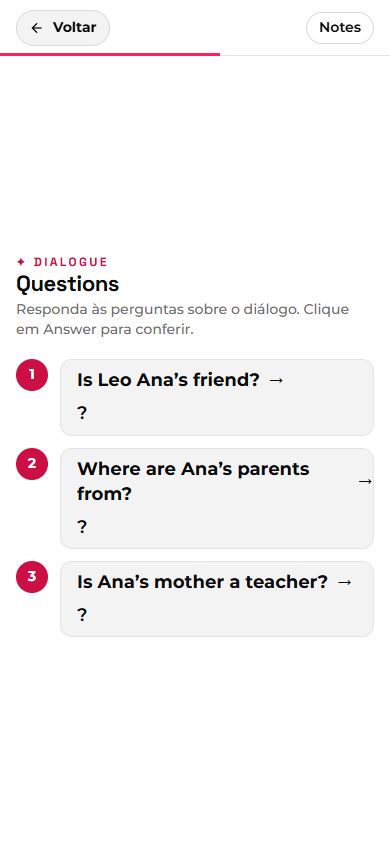 ← Voltar
Notes
✦ DIALOGUE
Questions
Responda às perguntas sobre o diálogo. Clique
em Answer para conferir.
1
Is Leo Ana’s friend? →
?
2
Where are Ana’s parents
from? →
?
3
Is Ana’s mother a teacher? →
?